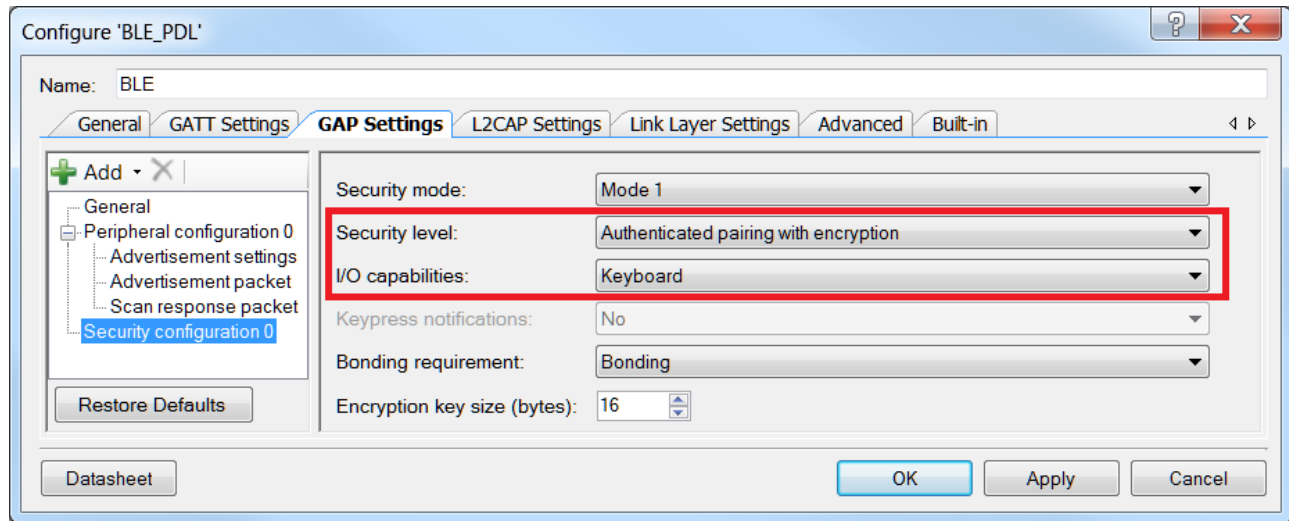 Configure 'BLE_PDL'
Name: BLE
General GATT Settings GAP Settings L2CAP Settings Link Layer Settings Advanced Built-in
Add
General
Peripheral configuration 0
Advertisement settings
Advertisement packet
Scan response packet
Security configuration 0
Restore Defaults
Security mode: Mode 1
Security level: Authenticated pairing with encryption
I/O capabilities: Keyboard
Keypress notifications: No
Bonding requirement: Bonding
Encryption key size (bytes): 16
Datasheet OK Apply Cancel